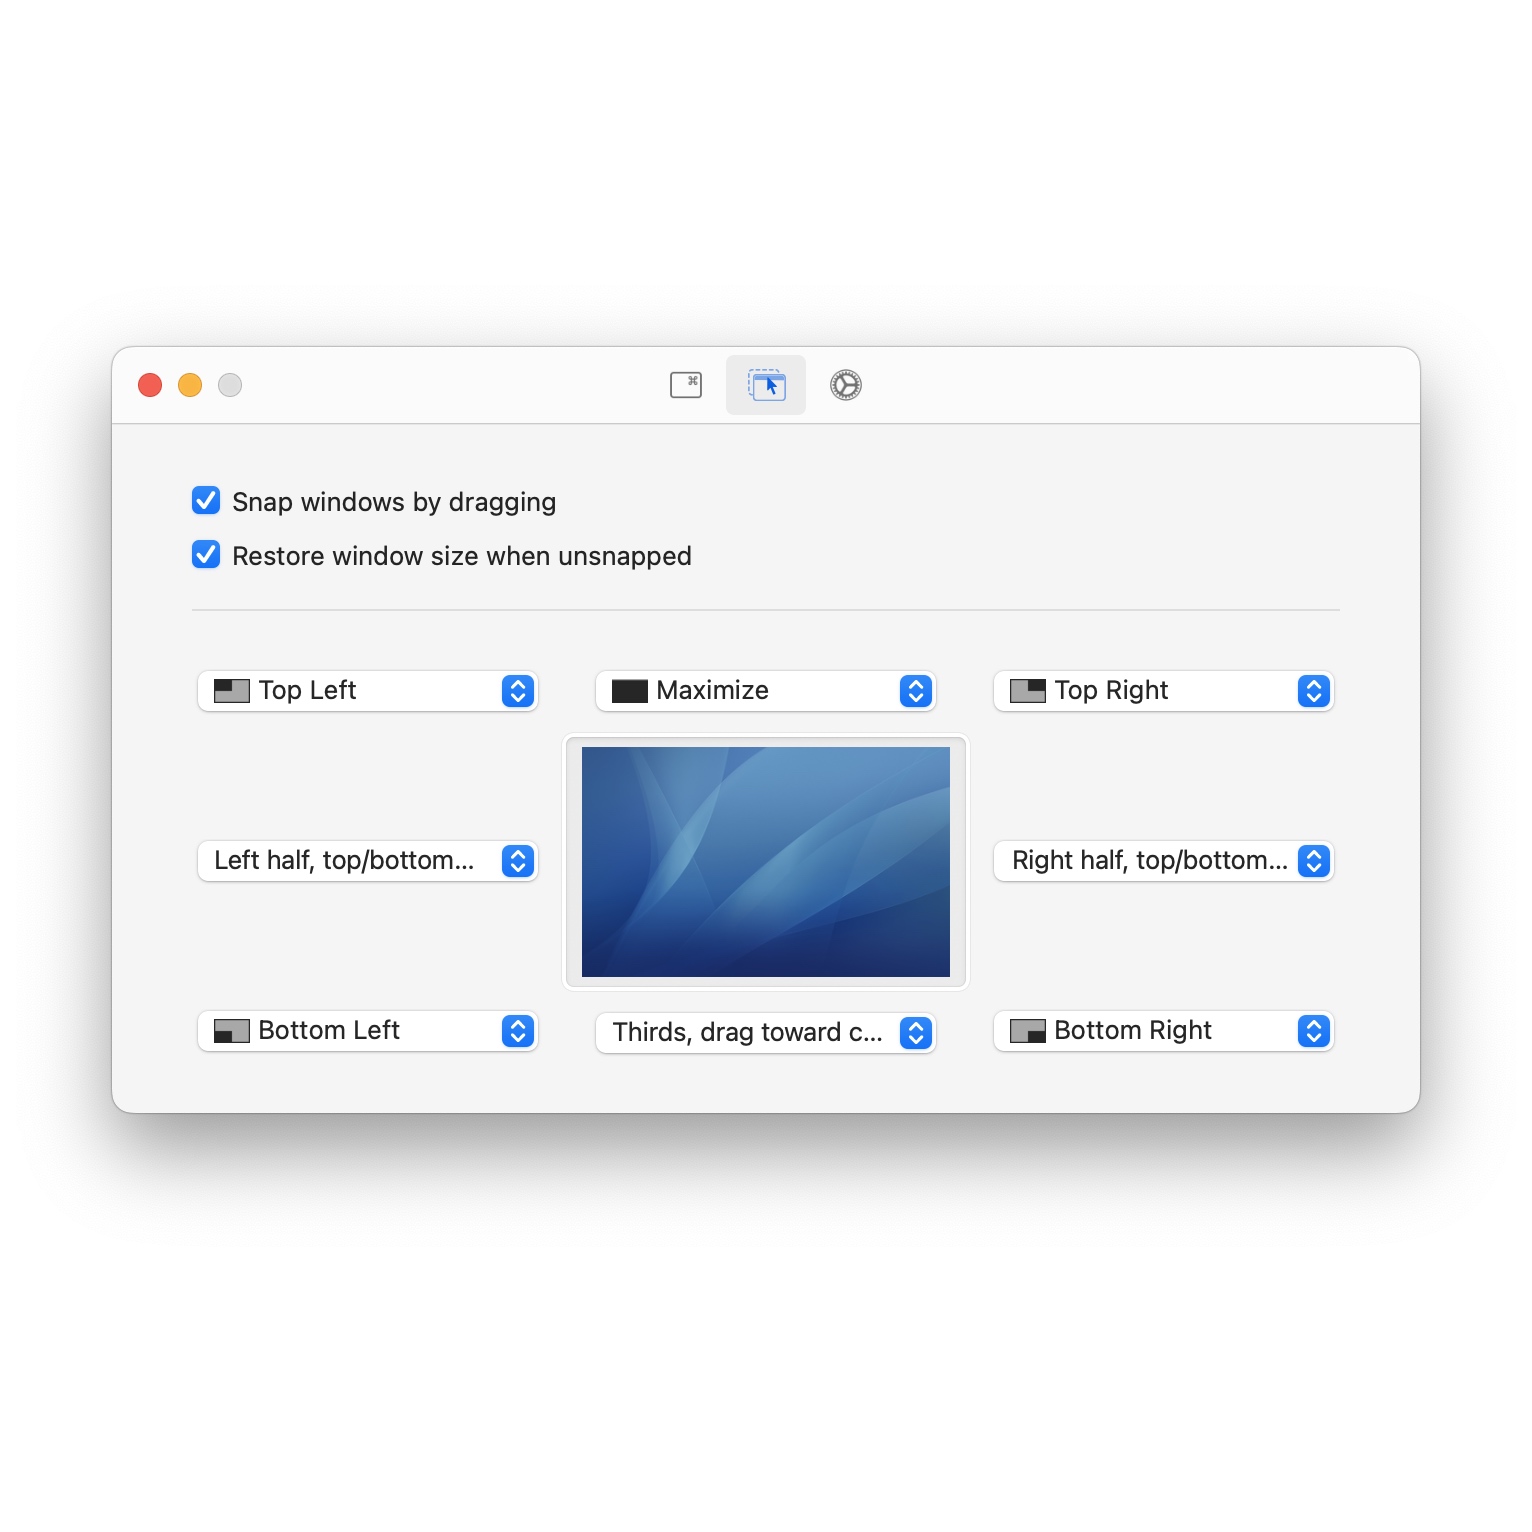 ⌘
Snap windows by dragging
Restore window size when unsnapped
Top Left
Maximize
Top Right
Left half, top/bottom...
Right half, top/bottom...
Bottom Left
Thirds, drag toward c...
Bottom Right